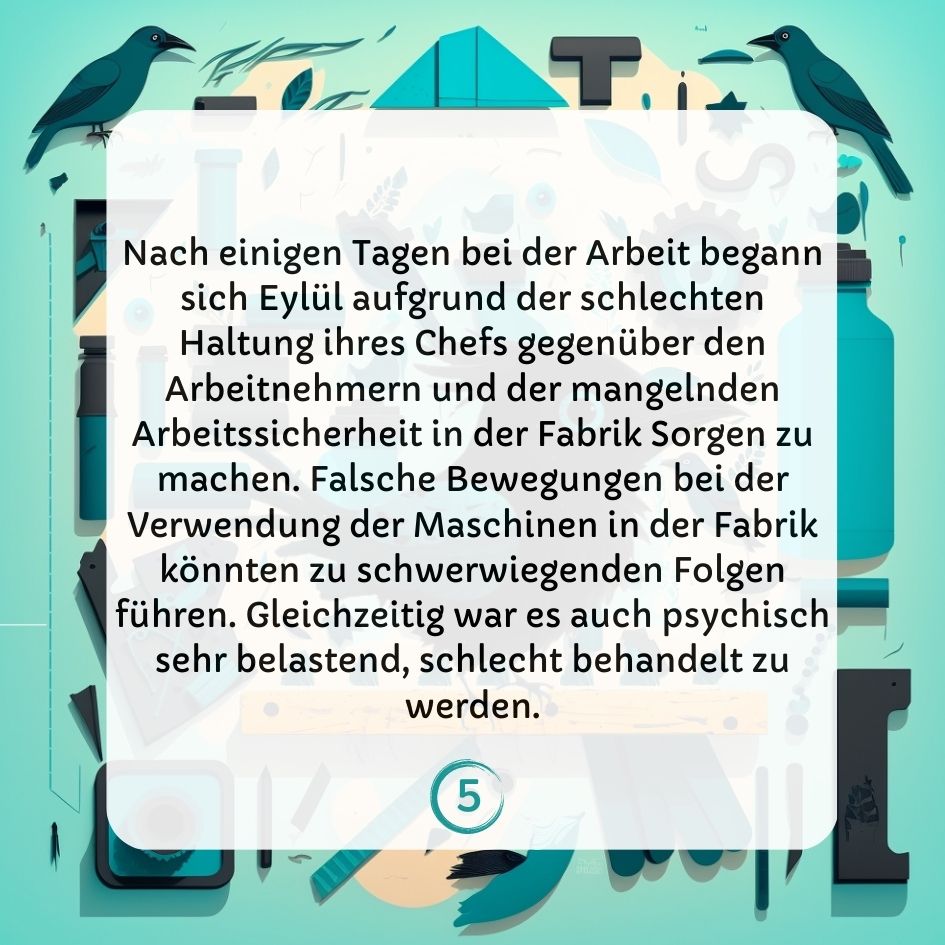 Nach einigen Tagen bei der Arbeit begann
sich Eylül aufgrund der schlechten
Haltung ihres Chefs gegenüber den
Arbeitnehmern und der mangelnden
Arbeitssicherheit in der Fabrik Sorgen zu
machen. Falsche Bewegungen bei der
Verwendung der Maschinen in der Fabrik
könnten zu schwerwiegenden Folgen
führen. Gleichzeitig war es auch psychisch
sehr belastend, schlecht behandelt zu
werden.
5